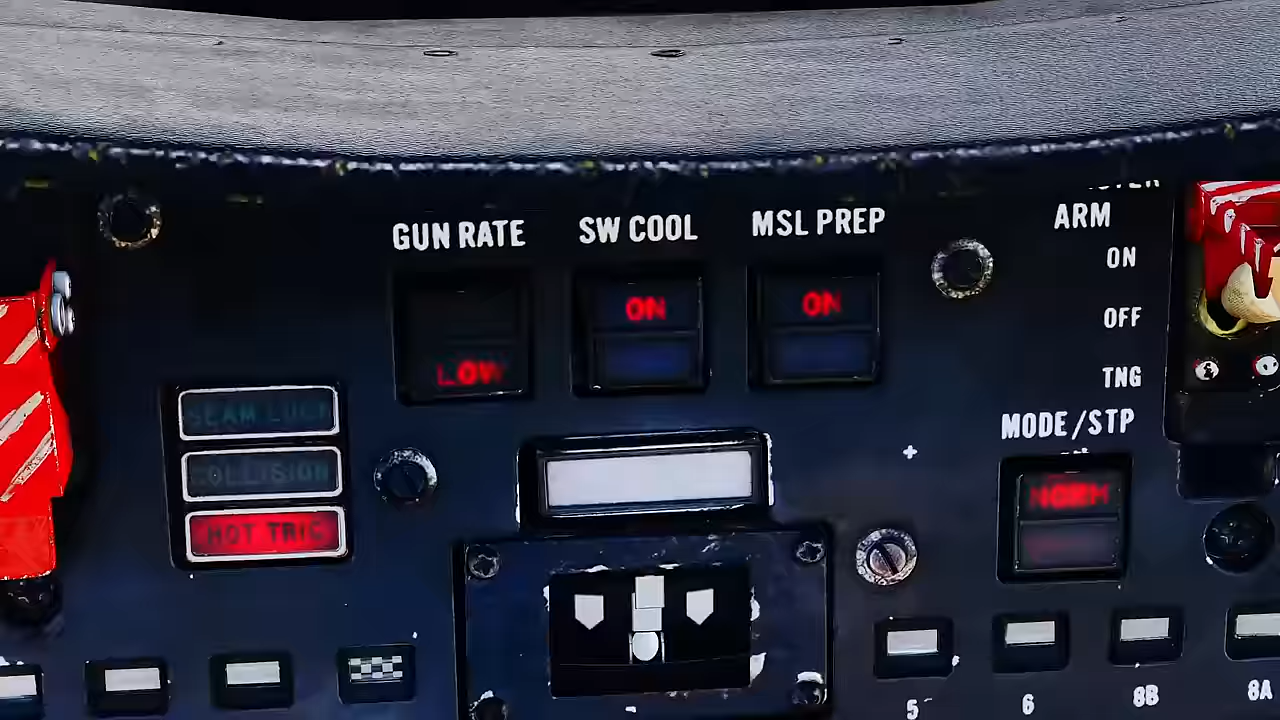 GUN RATE
SW COOL
MSL PREP
ARM
ON
OFF
TNG
ON
ON
LOW
MODE/STP
COLLISION
HOT TRIG
NORM
5
6
8B
8A